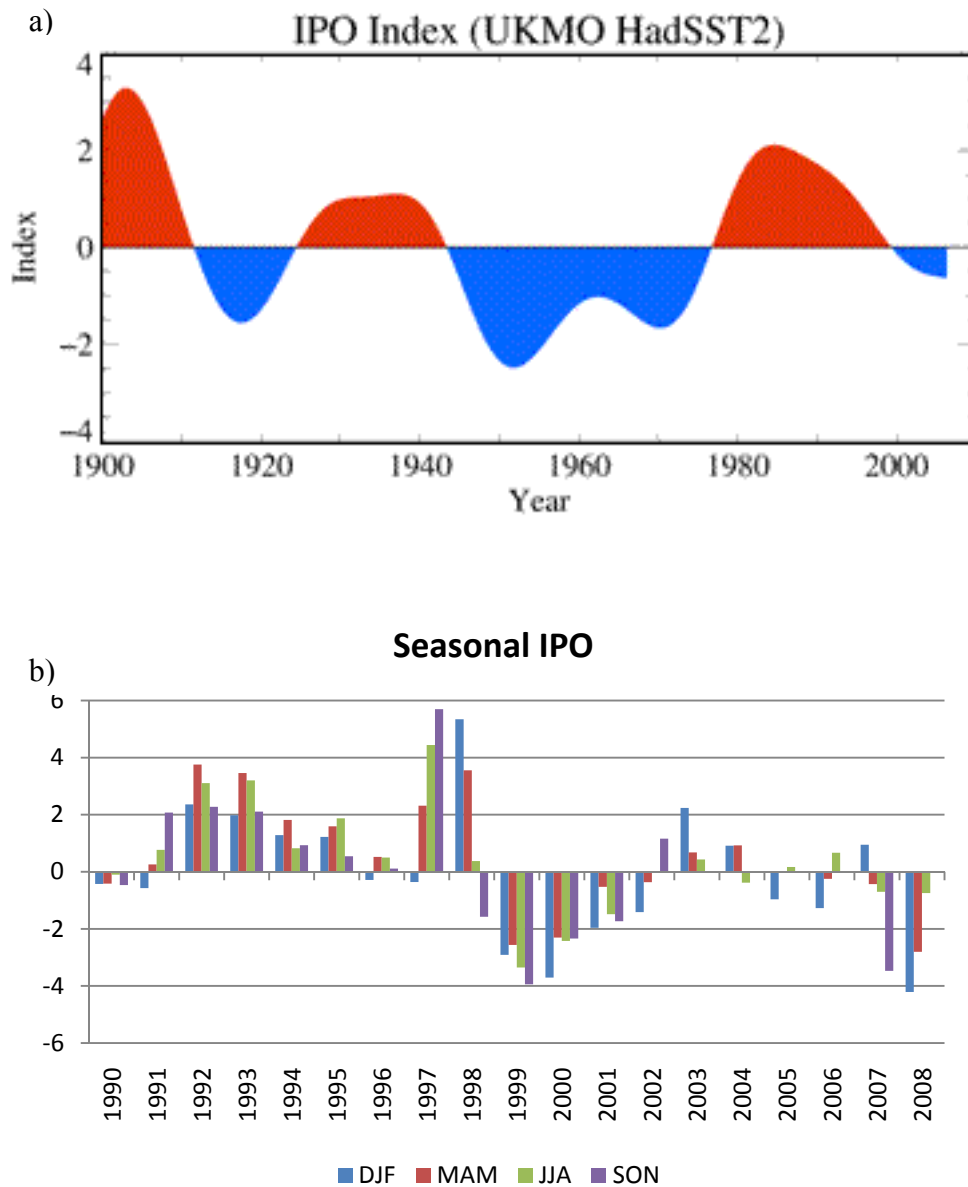 a)
IPO Index (UKMO HadSST2)
4
2
0
−2
−4
Index
1900 1920 1940 1960 1980 2000
Year
Seasonal IPO
b)
6
4
2
0
-2
-4
-6
1990 1991 1992 1993 1994 1995 1996 1997 1998 1999 2000 2001 2002 2003 2004 2005 2006 2007 2008
DJF MAM JJA SON